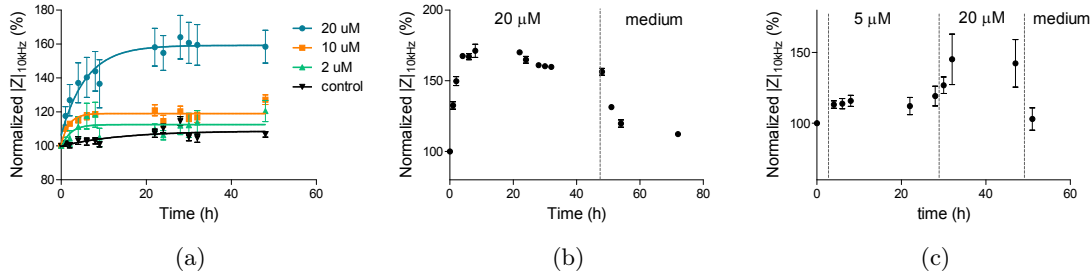 180
160
140
120
100
80
0
20
40
60
Time (h)
Normalized |Z|10kHz (%)
20 uM
10 uM
2 uM
control
(a)
200
150
100
0
20
40
60
80
Time (h)
Normalized |Z|10kHz (%)
20 μM
medium
(b)
150
100
0
20
40
60
time (h)
Normalized |Z|10kHz (%)
5 μM
20 μM
medium
(c)